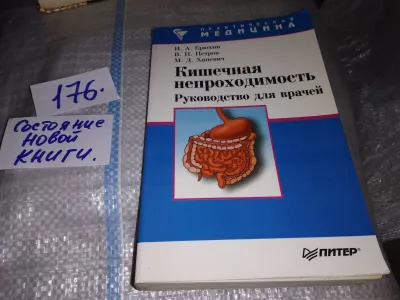 176.
Состояние
новой
книги.
ПРАКТИЧЕСКАЯ
МЕДИЦИНА
И. А. Ерюхин
В. П. Петров
М. Д. Ханевич
Кишечная
непроходимость
Руководство для врачей
ПИТЕР